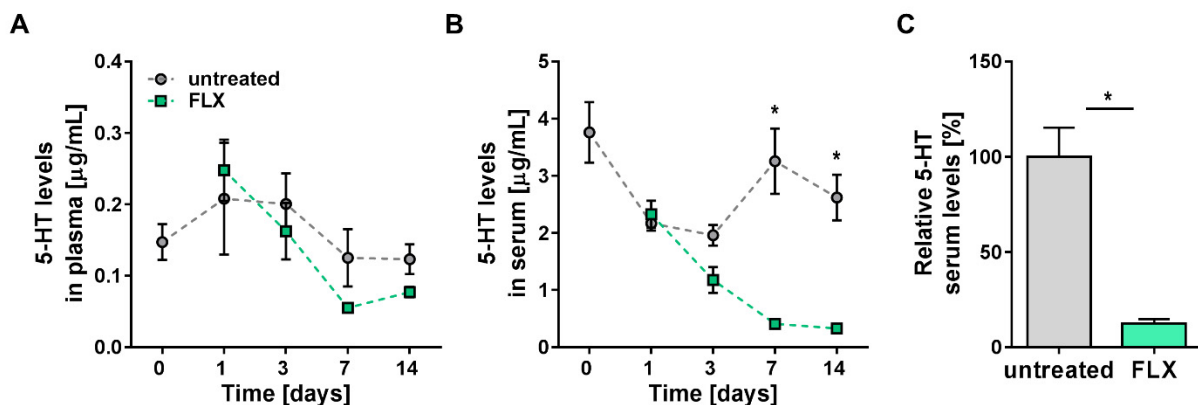 A
5-HT levels
in plasma [µg/mL]
0.4
0.3
0.2
0.1
0.0
untreated
FLX
0 1 3 7 14
Time [days]
B
5-HT levels
in serum [µg/mL]
5
4
3
2
1
0
*
*
0 1 3 7 14
Time [days]
C
Relative 5-HT
serum levels [%]
150
100
50
0
*
untreated FLX